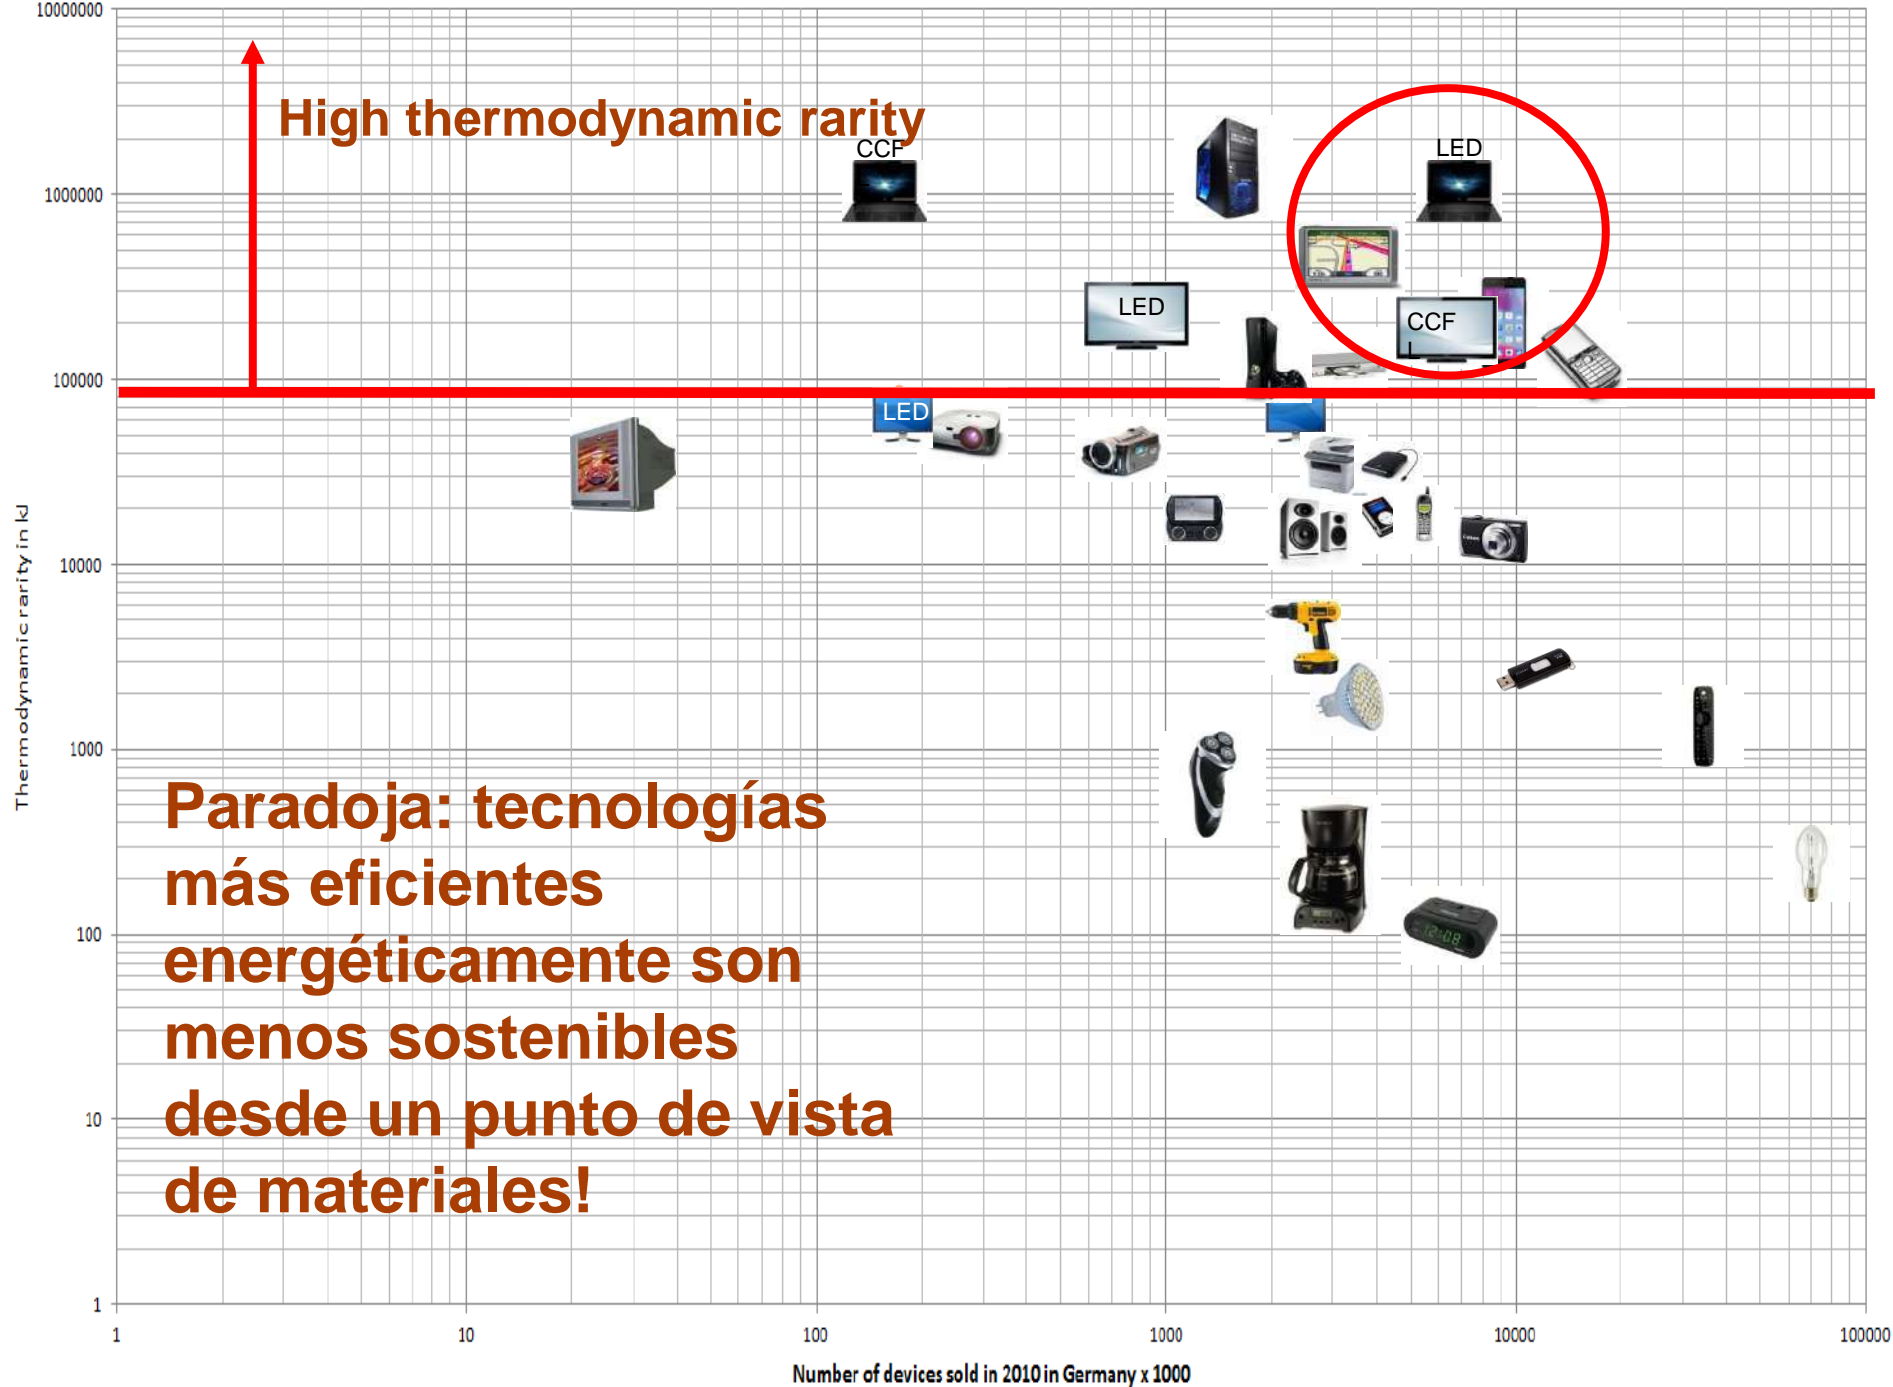 10000000
High thermodynamic rarity
CCF
L
LED
1000000
LED
CCF
L
100000
LED
Thermodynamic rarity in kJ
10000
1000
Paradoja: tecnologías
más eficientes
energéticamente son
menos sostenibles
desde un punto de vista
de materiales!
100
12:08
10
1
1
10
100
1000
10000
100000
Number of devices sold in 2010 in Germany x 1000